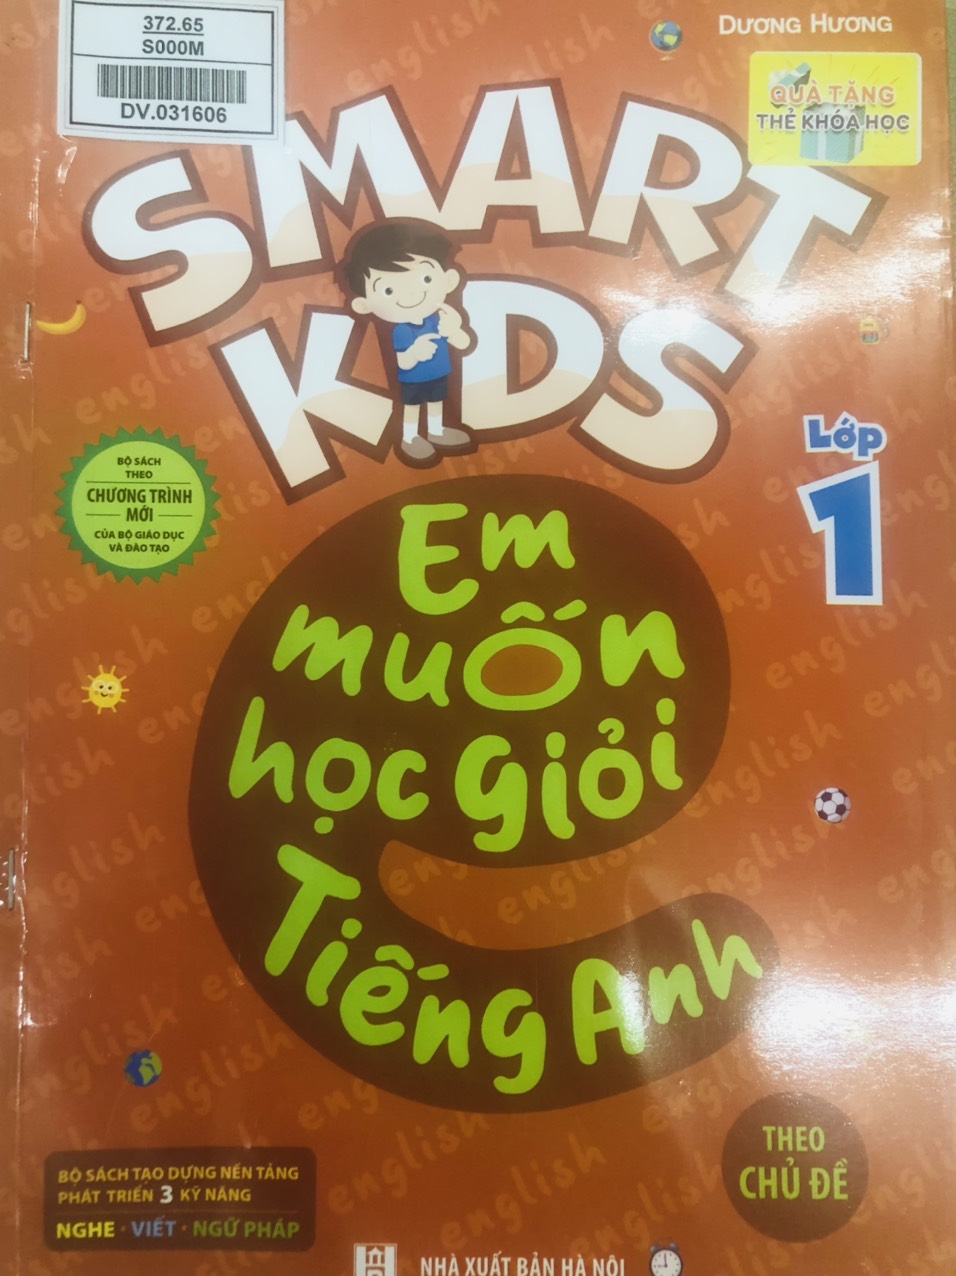 372.65
S000M
DV.031606
DƯƠNG HƯƠNG
QUÀ TẶNG
THẺ KHÓA HỌC
SMART
KIDS
Lớp
1
BỘ SÁCH
THEO
CHƯƠNG TRÌNH
MỚI
CỦA BỘ GIÁO DỤC
VÀ ĐÀO TẠO
Em
muốn
học giỏi
Tiếng Anh
THEO
CHỦ ĐỀ
BỘ SÁCH TẠO DỰNG NỀN TẢNG
PHÁT TRIỂN 3 KỸ NĂNG
NGHE · VIẾT · NGỮ PHÁP
NHÀ XUẤT BẢN HÀ NỘI